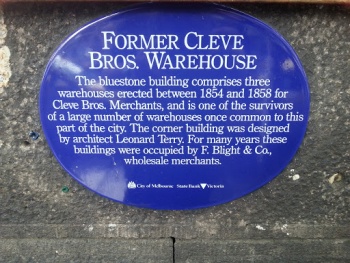 FORMER CLEVE
BROS. WAREHOUSE
The bluestone building comprises three
warehouses erected between 1854 and 1858 for
Cleve Bros. Merchants, and is one of the survivors
of a large number of warehouses once common to this
part of the city. The corner building was designed
by architect Leonard Terry. For many years these
buildings were occupied by F. Blight & Co.,
wholesale merchants.
City of Melbourne State Bank Victoria